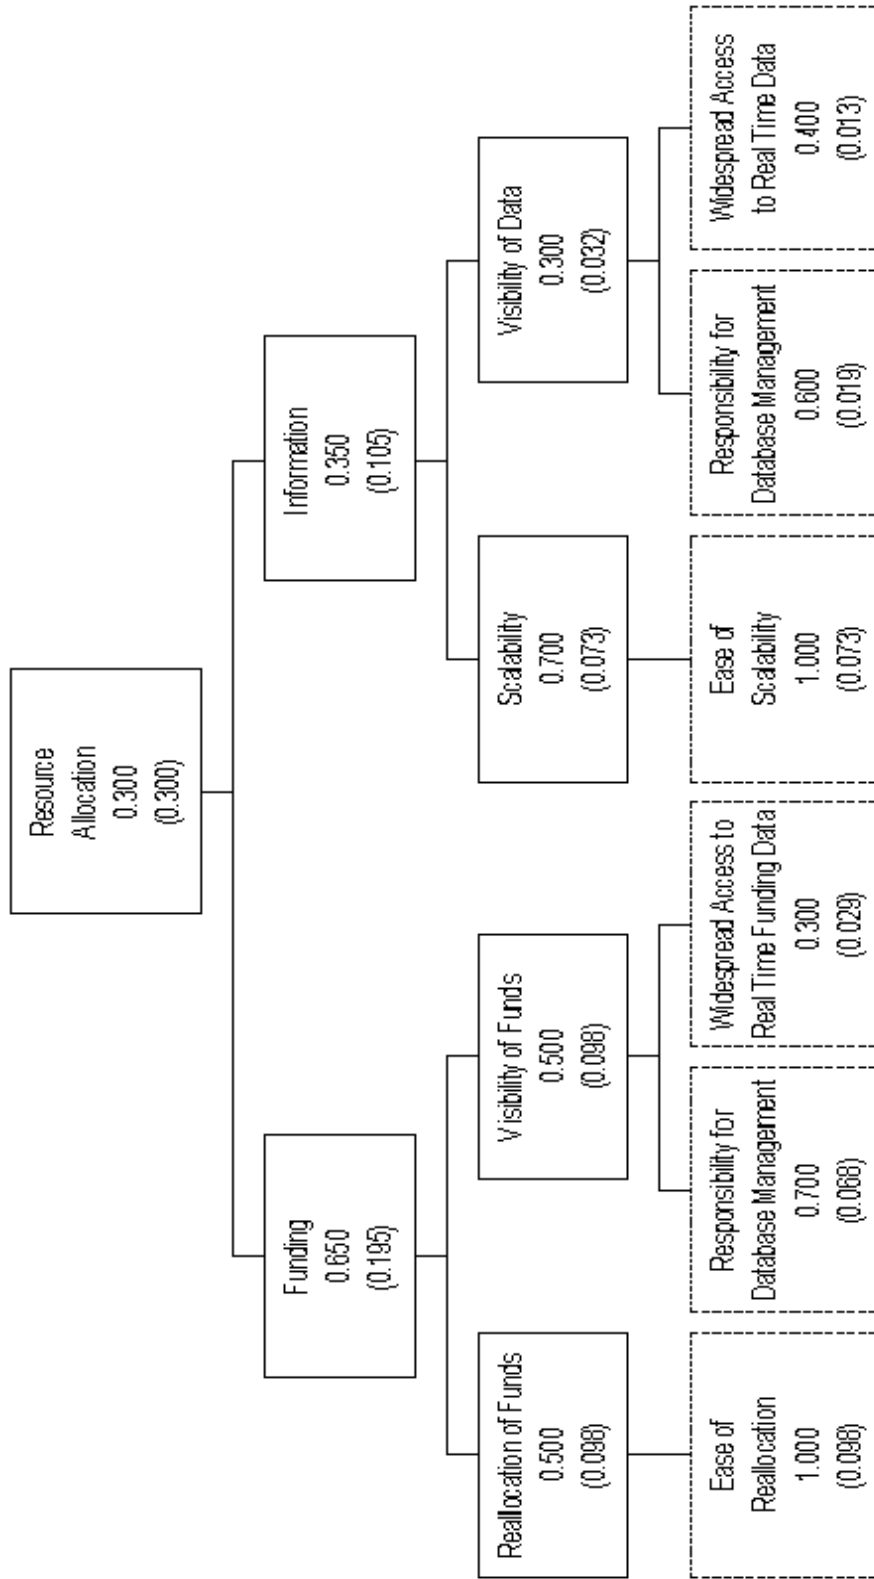 Resource
Allocation
0.300
(0.300)
Funding
0.650
(0.195)
Information
0.350
(0.105)
Reallocation of Funds
0.500
(0.098)
Visibility of Funds
0.500
(0.098)
Scalability
0.700
(0.073)
Visibility of Data
0.300
(0.032)
Ease of
Reallocation
1.000
(0.098)
Responsibility for
Database Management
0.700
(0.068)
Widespread Access to
Real Time Funding Data
0.300
(0.029)
Ease of
Scalability
1.000
(0.073)
Responsibility for
Database Management
0.600
(0.019)
Widespread Access
to Real Time Data
0.400
(0.013)